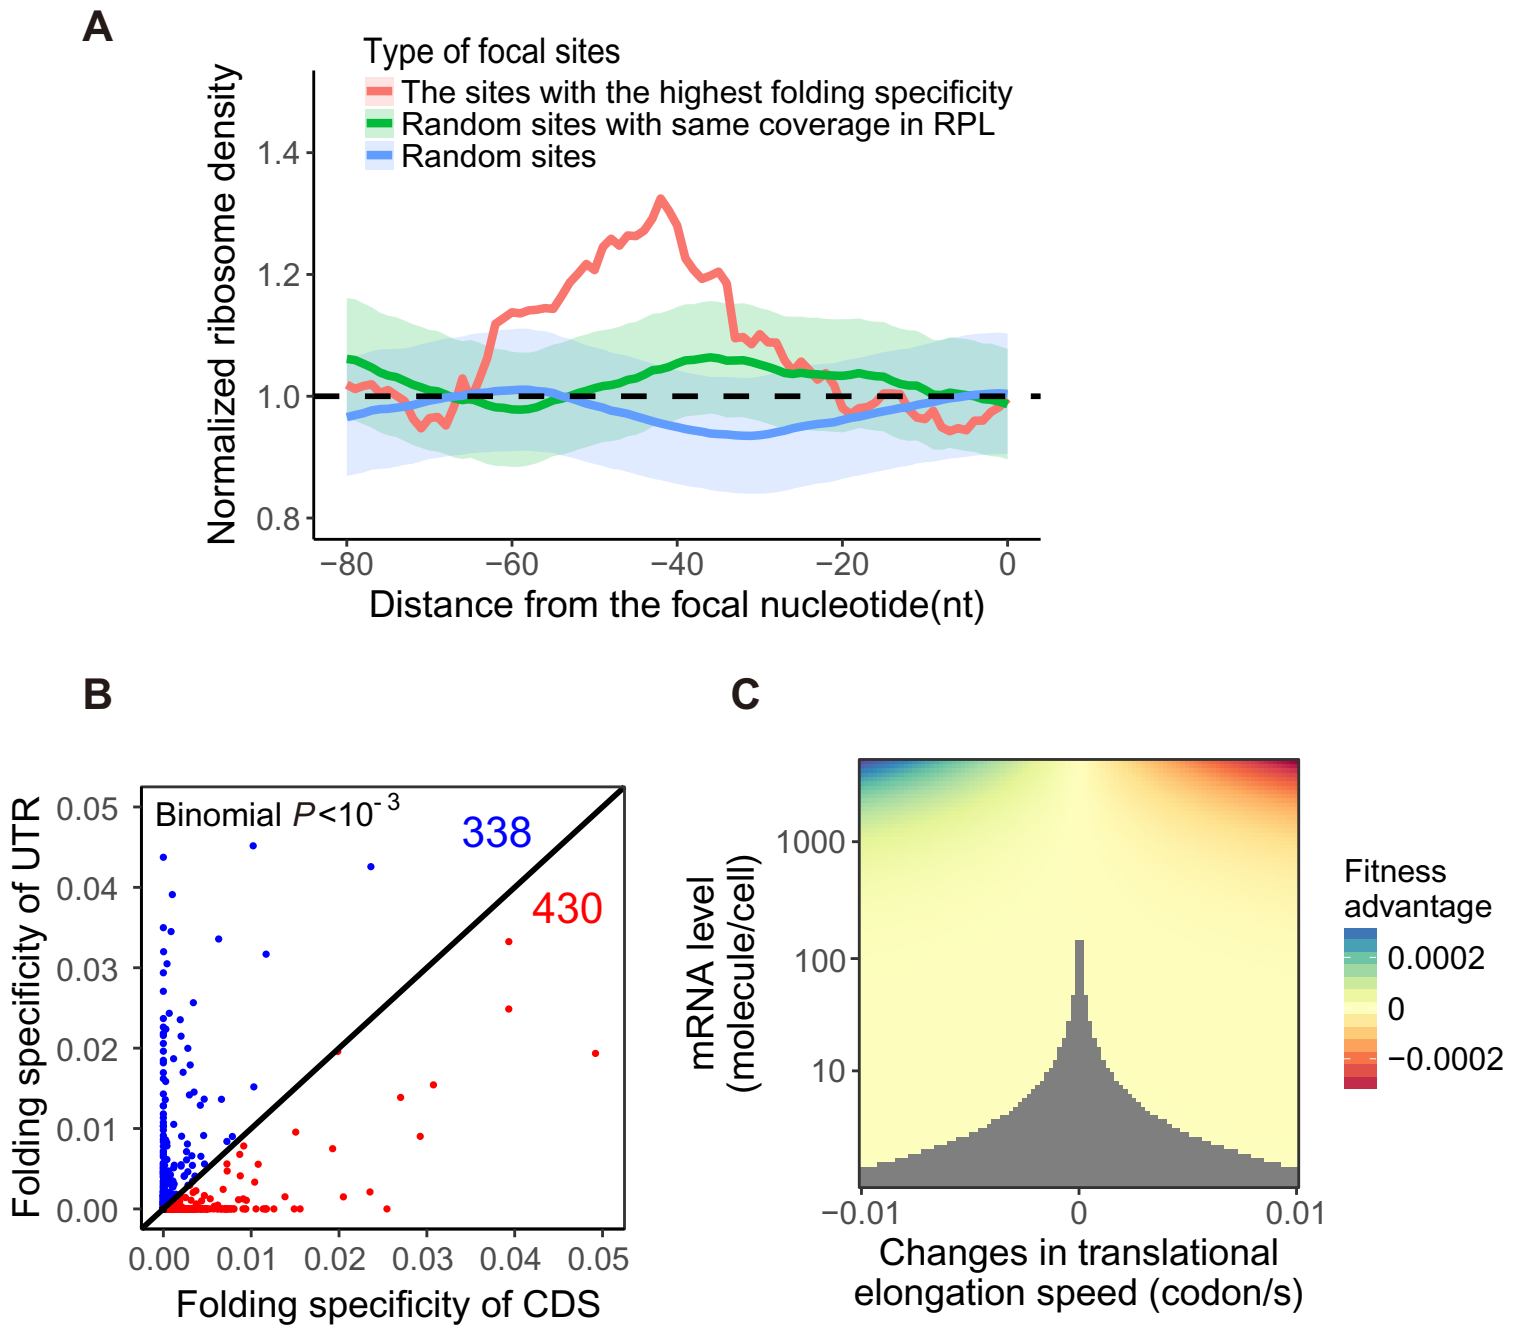 A
Type of focal sites
The sites with the highest folding specificity
Random sites with same coverage in RPL
Random sites
Normalized ribosome density
1.4
1.2
1.0
0.8
−80
−60
−40
−20
0
Distance from the focal nucleotide(nt)
B
Binomial P<10-3
338
430
Folding specificity of UTR
0.05
0.04
0.03
0.02
0.01
0.00
0.00
0.01
0.02
0.03
0.04
0.05
Folding specificity of CDS
C
mRNA level
(molecule/cell)
1000
100
10
−0.01
0
0.01
Changes in translational
elongation speed (codon/s)
Fitness
advantage
0.0002
0
−0.0002